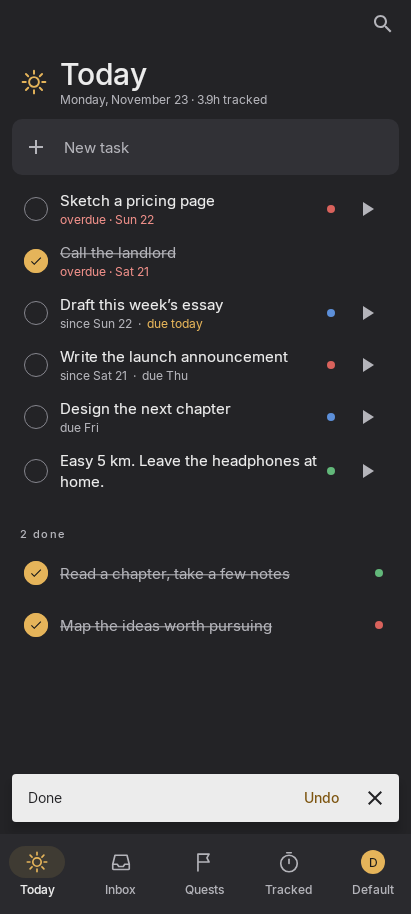 Today
Monday, November 23 · 3.9h tracked
New task
Sketch a pricing page
overdue · Sun 22
Call the landlord
overdue · Sat 21
Draft this week’s essay
since Sun 22 · due today
Write the launch announcement
since Sat 21 · due Thu
Design the next chapter
due Fri
Easy 5 km. Leave the headphones at
home.
2 done
Read a chapter, take a few notes
Map the ideas worth pursuing
Done Undo
D
Today Inbox Quests Tracked Default